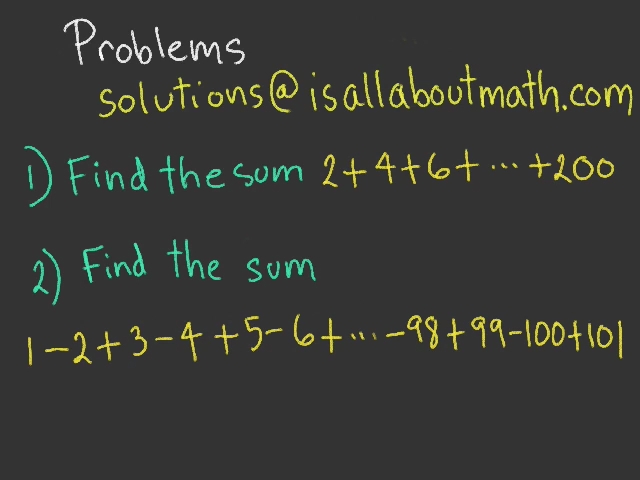 Problems
solutions@isallaboutmath.com
1) Find the sum 2+4+6+...+200
2) Find the sum
1-2+3-4+5-6+...-98+99-100+101